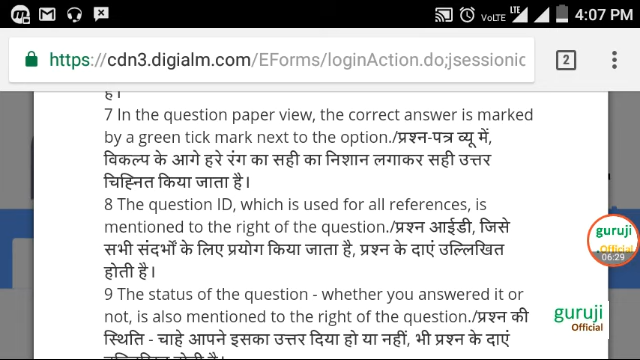 VoLTE LTE 4:07 PM
https://cdn3.digialm.com/EForms/loginAction.do;jsessionid 2
है।
7 In the question paper view, the correct answer is marked
by a green tick mark next to the option./प्रश्न-पत्र व्यू में,
विकल्प के आगे हरे रंग का सही का निशान लगाकर सही उत्तर
चिह्नित किया जाता है।
8 The question ID, which is used for all references, is
mentioned to the right of the question./प्रश्न आईडी, जिसे
सभी संदर्भों के लिए प्रयोग किया जाता है, प्रश्न के दाएं उल्लिखित
होती है।
9 The status of the question - whether you answered it or
not, is also mentioned to the right of the question./प्रश्न की
स्थिति - चाहे आपने इसका उत्तर दिया हो या नहीं, भी प्रश्न के दाएं
उल्लिखित होती है।
guruji
Official
06:29
guruji
Official